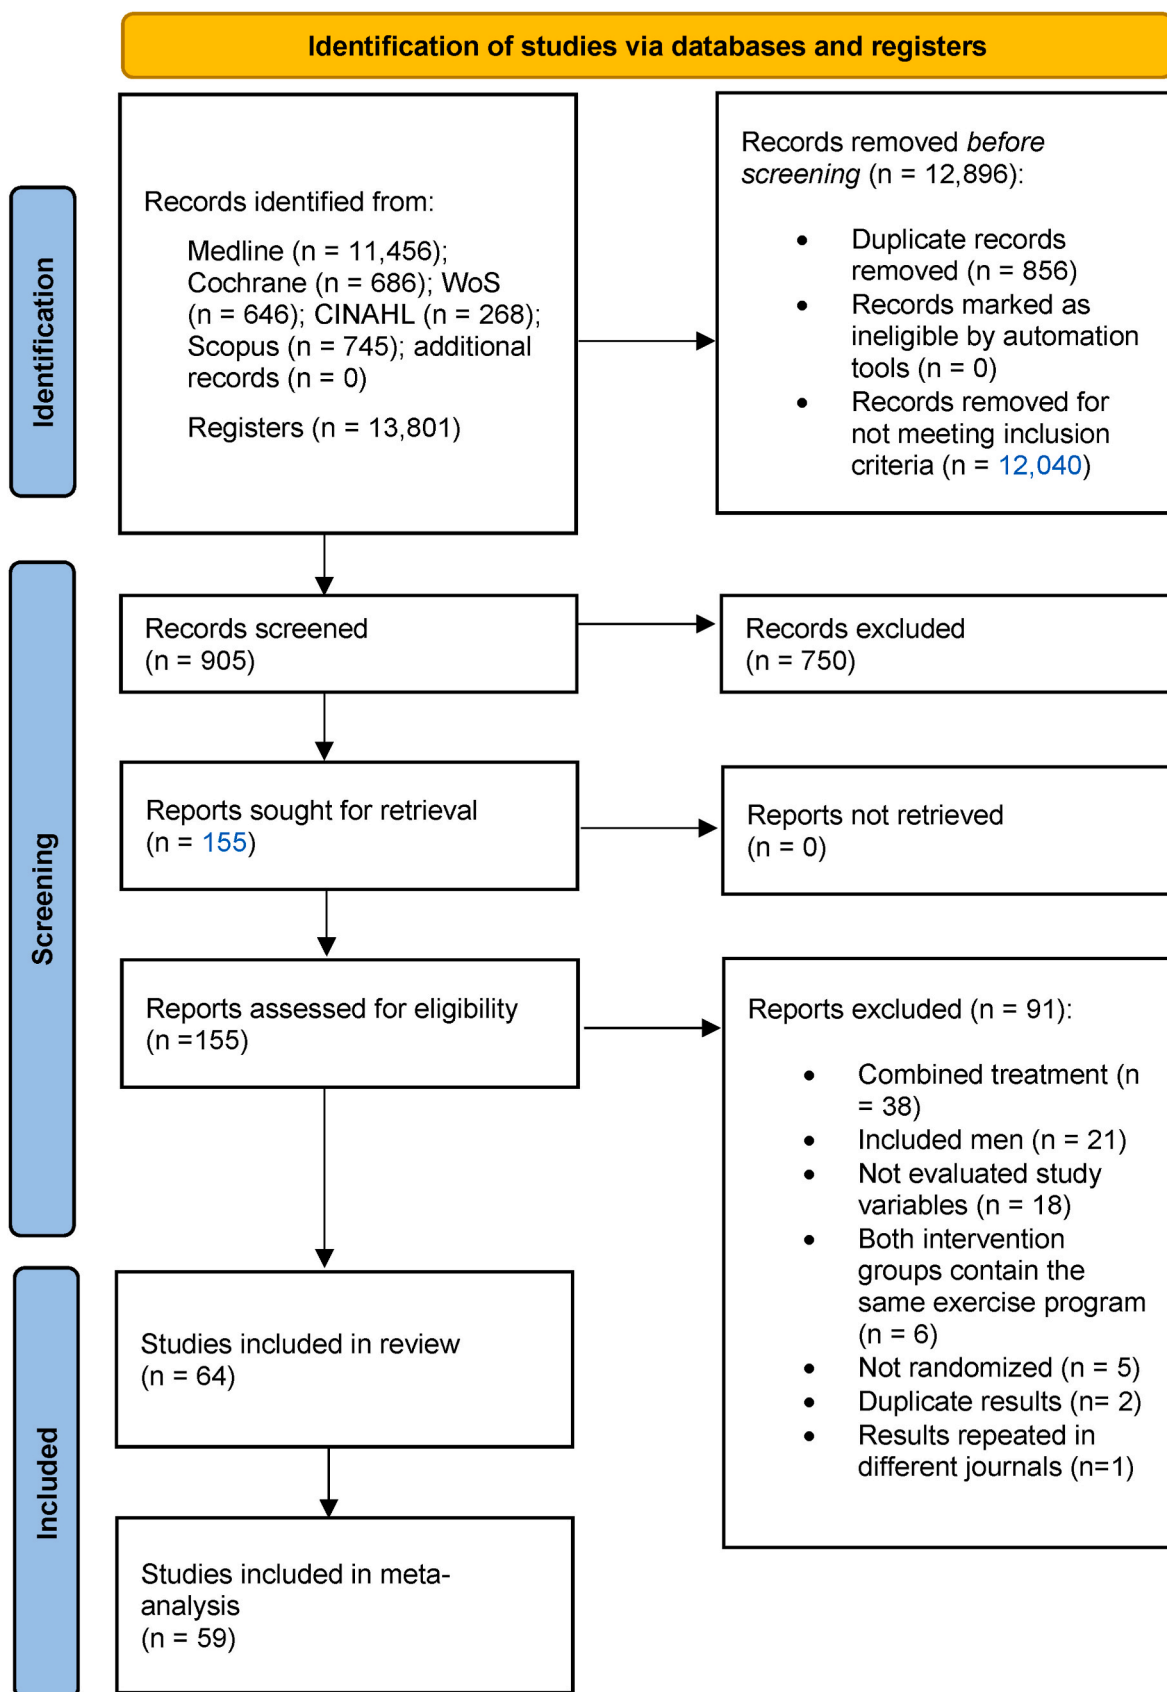 Identification of studies via databases and registers
Identification
Records identified from:
Medline (n = 11,456);
Cochrane (n = 686); WoS
(n = 646); CINAHL (n = 268);
Scopus (n = 745); additional
records (n = 0)
Registers (n = 13,801)
Records removed before
screening (n = 12,896):
• Duplicate records
removed (n = 856)
• Records marked as
ineligible by automation
tools (n = 0)
• Records removed for
not meeting inclusion
criteria (n = 12,040)
Screening
Records screened
(n = 905)
Records excluded
(n = 750)
Reports sought for retrieval
(n = 155)
Reports not retrieved
(n = 0)
Reports assessed for eligibility
(n =155)
Reports excluded (n = 91):
• Combined treatment (n
= 38)
• Included men (n = 21)
• Not evaluated study
variables (n = 18)
• Both intervention
groups contain the
same exercise program
(n = 6)
• Not randomized (n = 5)
• Duplicate results (n= 2)
• Results repeated in
different journals (n=1)
Included
Studies included in review
(n = 64)
Studies included in meta-
analysis
(n = 59)